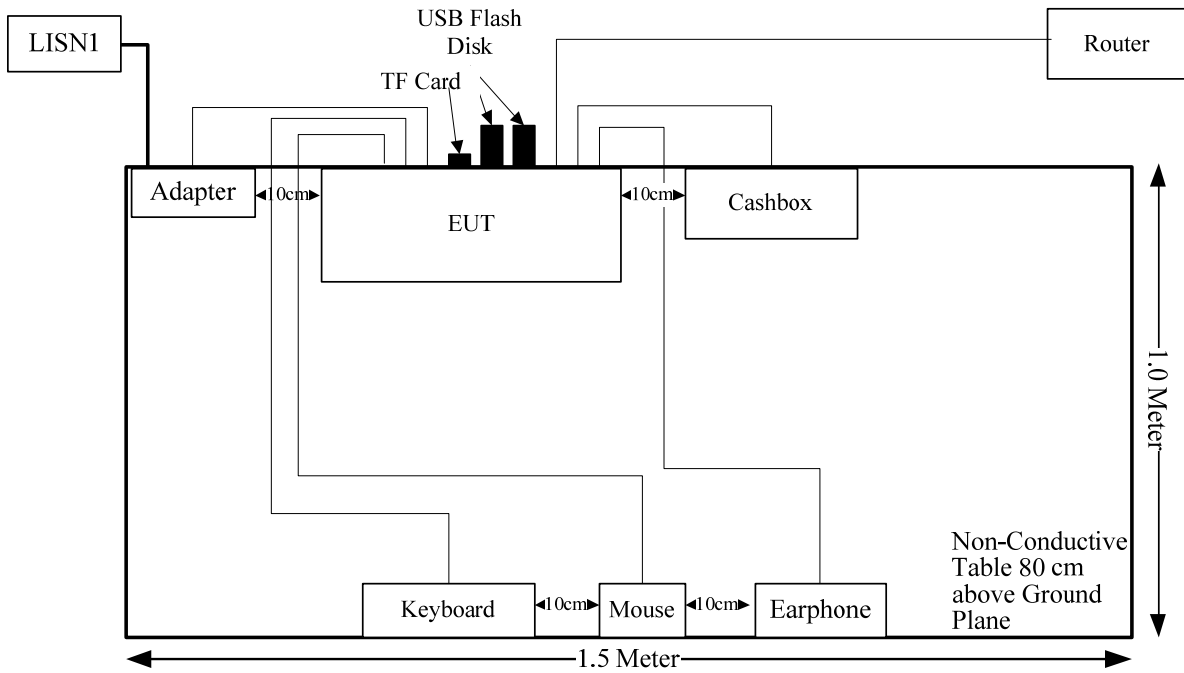 USB Flash
Disk
LISN1
Router
TF Card
Adapter
10cm
EUT
10cm
Cashbox
1.0 Meter
Non-Conductive
Table 80 cm
above Ground
Plane
Keyboard
10cm
Mouse
10cm
Earphone
1.5 Meter